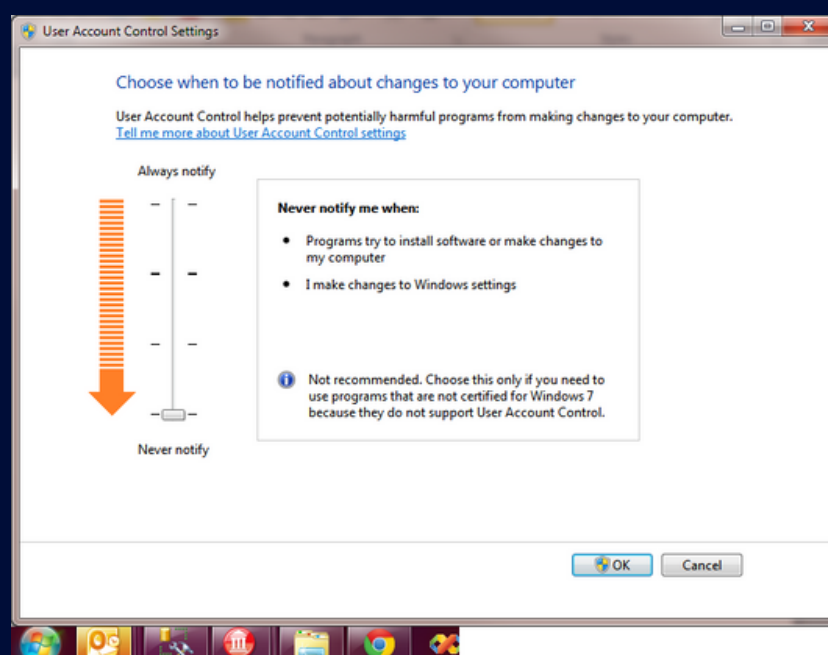 User Account Control Settings
Choose when to be notified about changes to your computer
User Account Control helps prevent potentially harmful programs from making changes to your computer.
Tell me more about User Account Control settings
Always notify
Never notify me when:
• Programs try to install software or make changes to
my computer
• I make changes to Windows settings
Not recommended. Choose this only if you need to
use programs that are not certified for Windows 7
because they do not support User Account Control.
Never notify
OK
Cancel